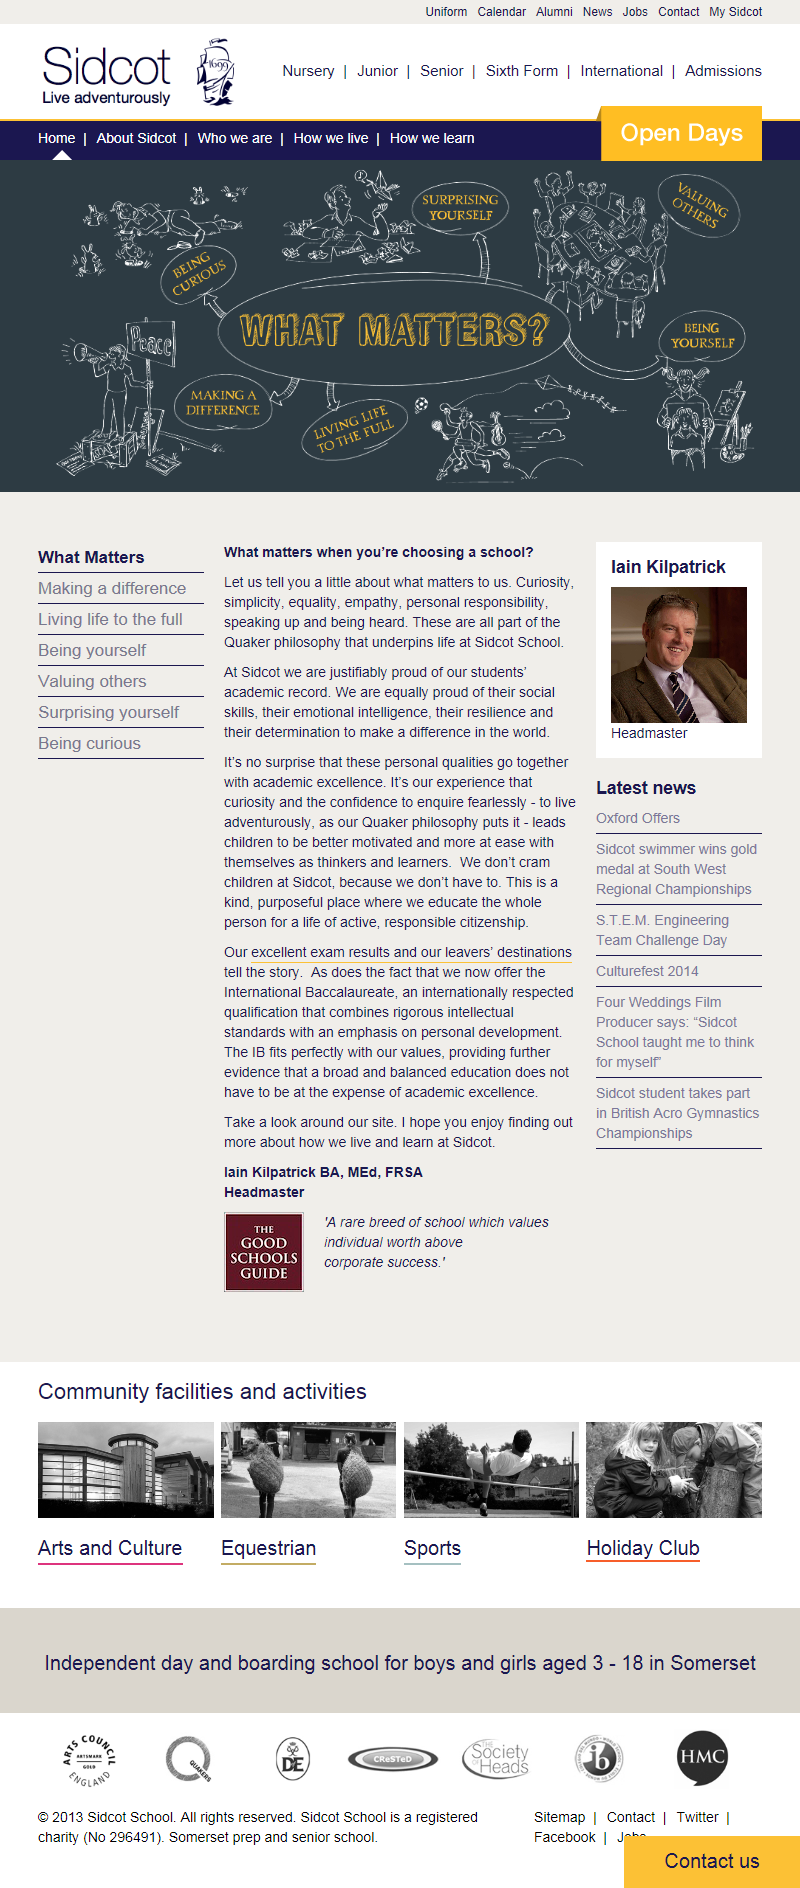 Uniform Calendar Alumni News Jobs Contact My Sidcot
Sidcot
Live adventurously
1699
Nursery | Junior | Senior | Sixth Form | International | Admissions
Home | About Sidcot | Who we are | How we live | How we learn
Open Days
SURPRISING
YOURSELF
VALUING
OTHERS
BEING
CURIOUS
WHAT MATTERS?
Peace
BEING
YOURSELF
MAKING A
DIFFERENCE
LIVING LIFE
TO THE FULL
What Matters
Making a difference
Living life to the full
Being yourself
Valuing others
Surprising yourself
Being curious
What matters when you’re choosing a school?
Let us tell you a little about what matters to us. Curiosity,
simplicity, equality, empathy, personal responsibility,
speaking up and being heard. These are all part of the
Quaker philosophy that underpins life at Sidcot School.
At Sidcot we are justifiably proud of our students’
academic record. We are equally proud of their social
skills, their emotional intelligence, their resilience and
their determination to make a difference in the world.
It’s no surprise that these personal qualities go together
with academic excellence. It’s our experience that
curiosity and the confidence to enquire fearlessly - to live
adventurously, as our Quaker philosophy puts it - leads
children to be better motivated and more at ease with
themselves as thinkers and learners.  We don’t cram
children at Sidcot, because we don’t have to. This is a
kind, purposeful place where we educate the whole
person for a life of active, responsible citizenship.
Our excellent exam results and our leavers’ destinations
tell the story.  As does the fact that we now offer the
International Baccalaureate, an internationally respected
qualification that combines rigorous intellectual
standards with an emphasis on personal development.
The IB fits perfectly with our values, providing further
evidence that a broad and balanced education does not
have to be at the expense of academic excellence.
Take a look around our site. I hope you enjoy finding out
more about how we live and learn at Sidcot.
Iain Kilpatrick BA, MEd, FRSA
Headmaster
THE
GOOD
SCHOOLS
GUIDE
'A rare breed of school which values
individual worth above
corporate success.'
Iain Kilpatrick
Headmaster
Latest news
Oxford Offers
Sidcot swimmer wins gold
medal at South West
Regional Championships
S.T.E.M. Engineering
Team Challenge Day
Culturefest 2014
Four Weddings Film
Producer says: “Sidcot
School taught me to think
for myself”
Sidcot student takes part
in British Acro Gymnastics
Championships
Community facilities and activities
Arts and Culture
Equestrian
Sports
Holiday Club
Independent day and boarding school for boys and girls aged 3 - 18 in Somerset
ARTS COUNCIL
ARTSMARK
GOLD
ENGLAND
QUAKERS
DE
CReSTeD
The Society
OF Heads
ib
HMC
© 2013 Sidcot School. All rights reserved. Sidcot School is a registered
charity (No 296491). Somerset prep and senior school.
Sitemap | Contact | Twitter |
Facebook | Jobs
Contact us